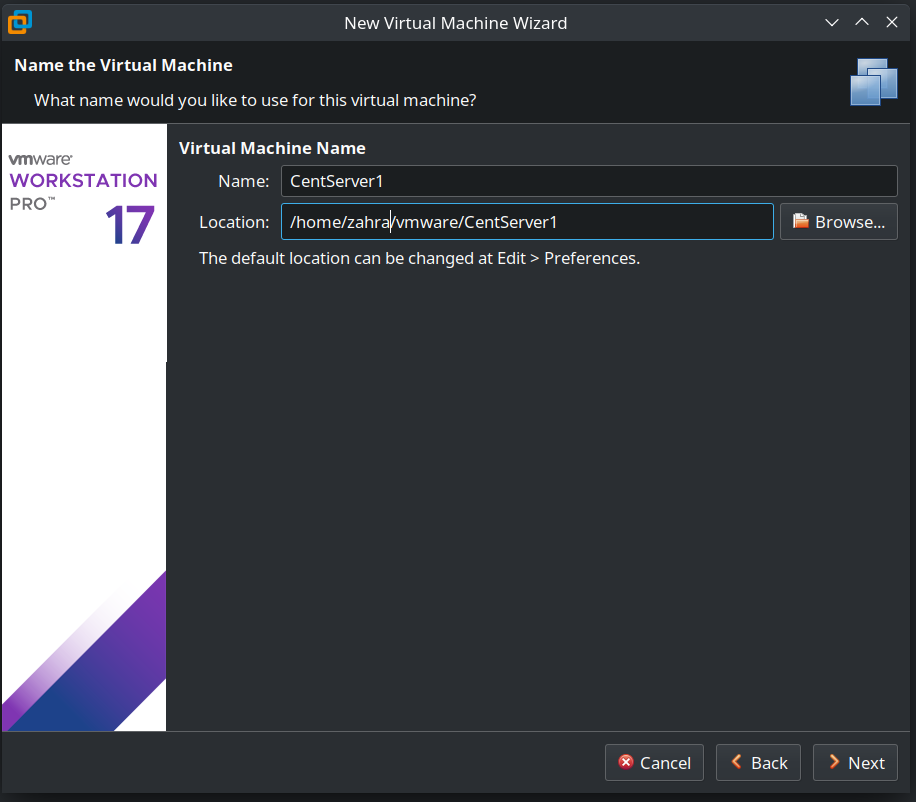 New Virtual Machine Wizard
Name the Virtual Machine
What name would you like to use for this virtual machine?
vmware®
WORKSTATION
PRO™
17
Virtual Machine Name
Name: CentServer1
Location: /home/zahra/vmware/CentServer1 Browse...
The default location can be changed at Edit > Preferences.
Cancel Back Next